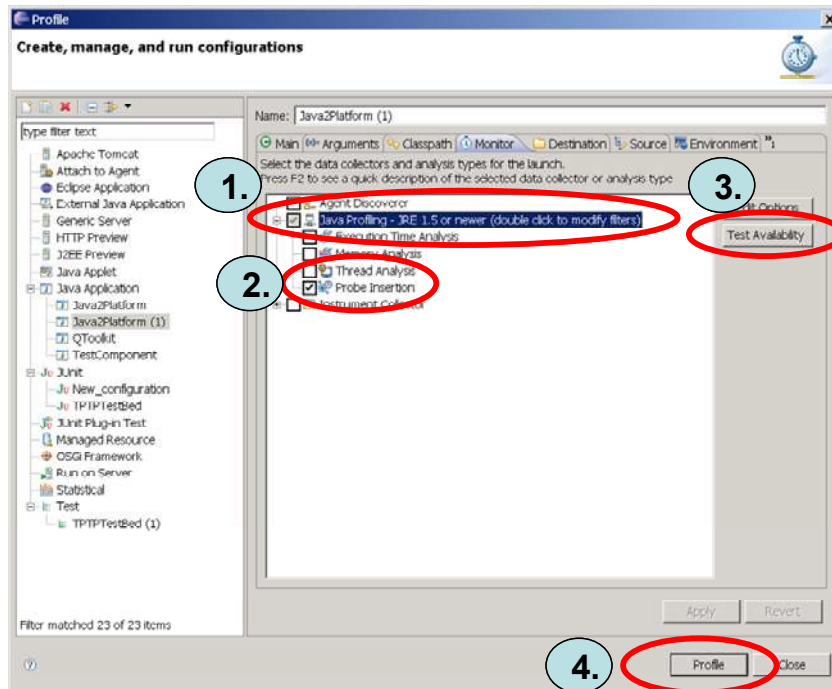 Profile
Create, manage, and run configurations
type filter text
Apache Tomcat
Attach to Agent
Eclipse Application
External Java Application
Generic Server
HTTP Preview
J2EE Preview
Java Applet
Java Application
Java2Platform
Java2Platform (1)
QToolkit
TestComponent
JUnit
New_configuration
TPTPTestBed
JUnit Plug-in Test
Managed Resource
OSGi Framework
Run on Server
Statistical
Test
TPTPTestBed (1)
Filter matched 23 of 23 items
Name: Java2Platform (1)
Main Arguments Classpath Monitor Destination Source Environment "1
Select the data collectors and analysis types for the launch.
Press F2 to see a quick description of the selected data collector or analysis type
1.
3.
Agent Discoverer
Java Profiling - JRE 1.5 or newer (double click to modify filters)
Execution Time Analysis
Memory Analysis
2.
Thread Analysis
Probe Insertion
Instrument Collector
Options
Test Availability
Apply Revert
4.
Profile Close